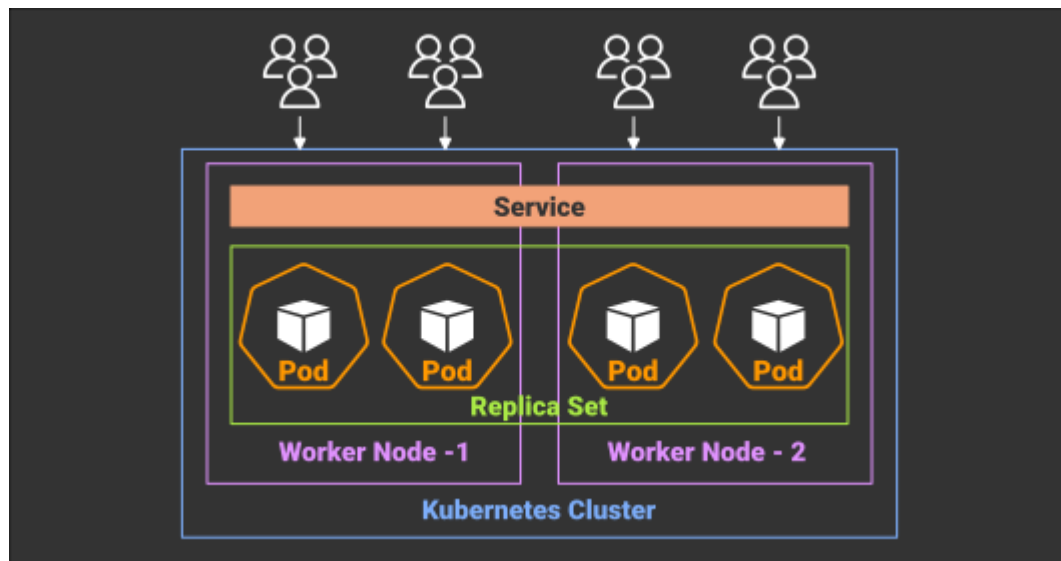 Service
Pod
Pod
Pod
Pod
Replica Set
Worker Node -1
Worker Node - 2
Kubernetes Cluster